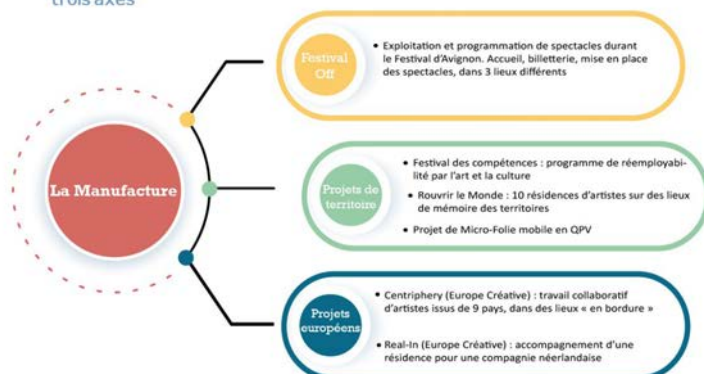 trois axes
La Manufacture
Festival
Off
• Exploitation et programmation de spectacles durant
le Festival d'Avignon. Accueil, billetterie, mise en place
des spectacles, dans 3 lieux différents
Projets de
territoire
• Festival des compétences : programme de réemployabi-
lité par l'art et la culture
• Rouvrir le Monde : 10 résidences d'artistes sur des lieux
de mémoire des territoires
• Projet de Micro-Folie mobile en QPV
Projets
européens
• Centriphery (Europe Créative) : travail collaboratif
d'artistes issus de 9 pays, dans des lieux « en bordure »
• Real-In (Europe Créative) : accompagnement d'une
résidence pour une compagnie néerlandaise